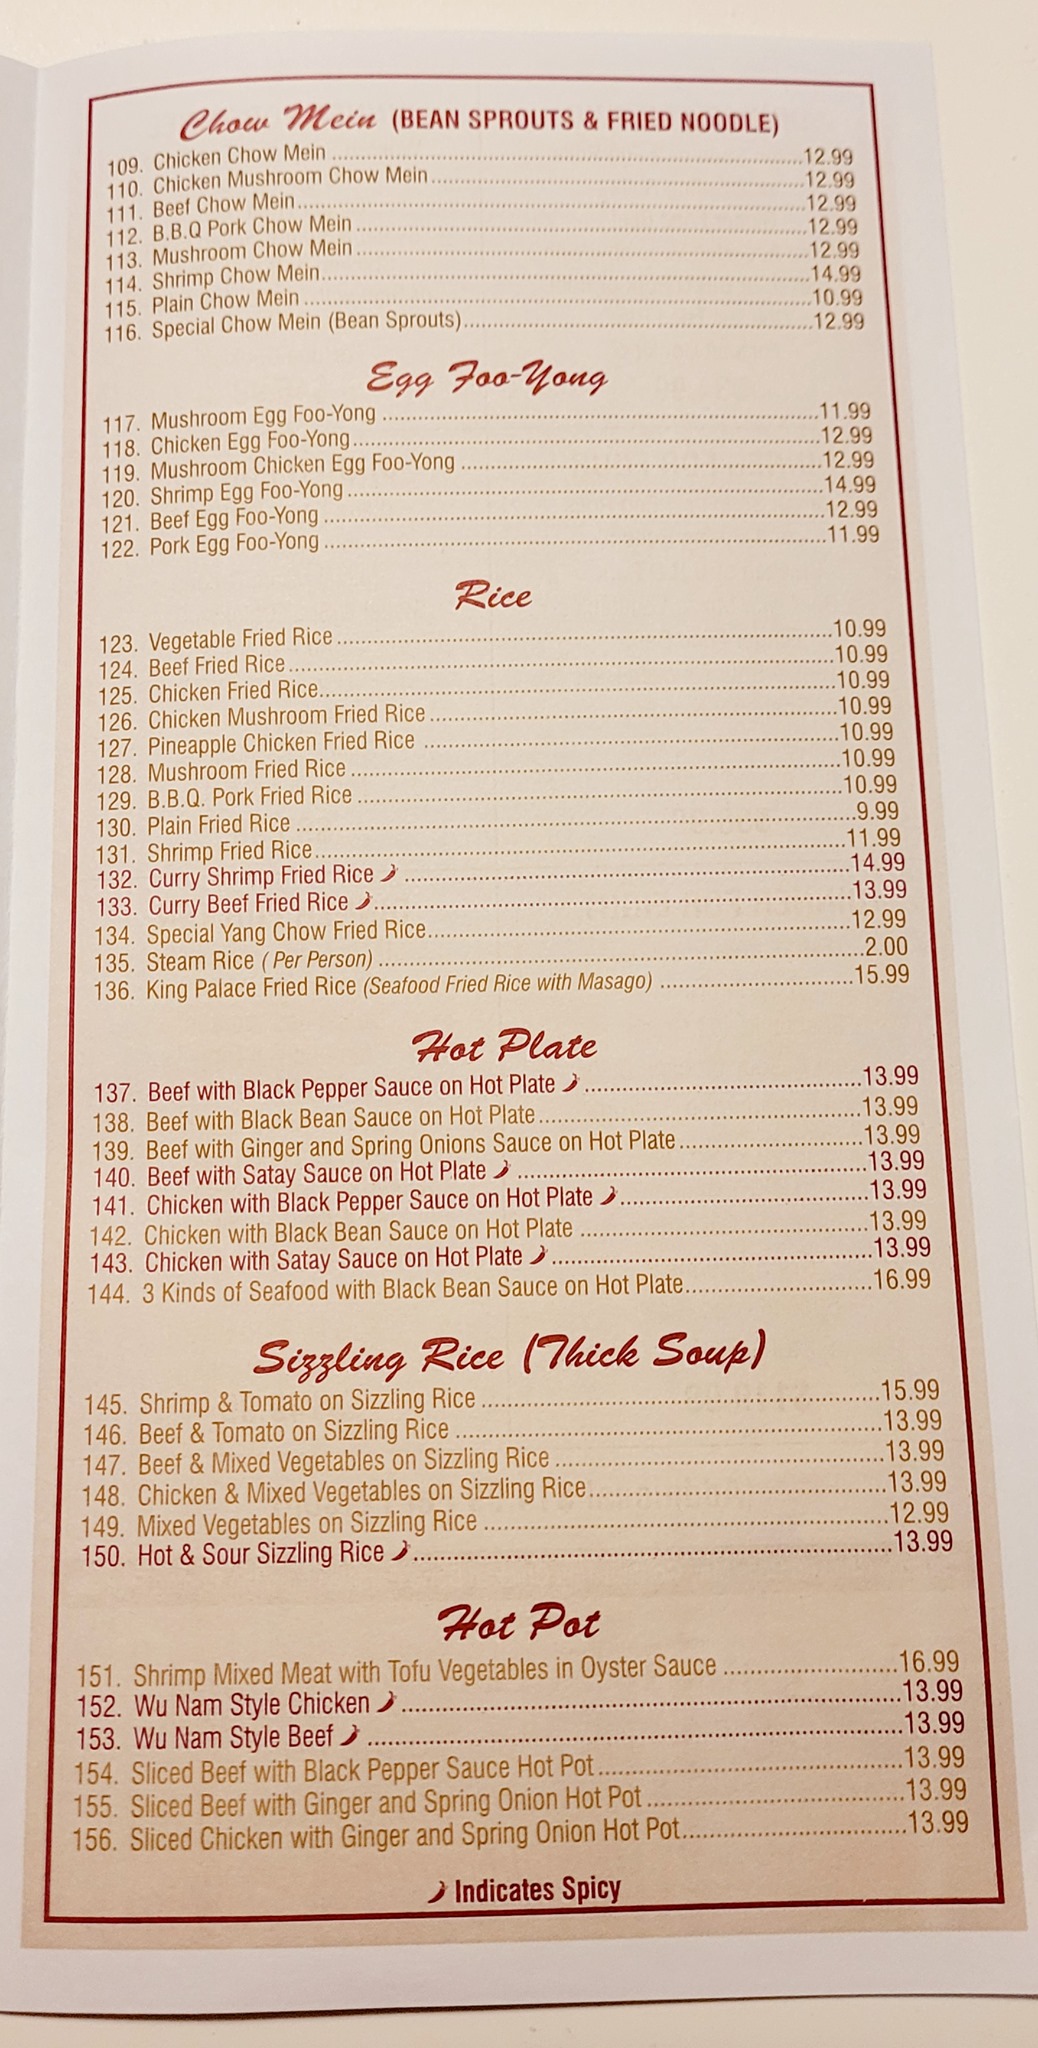 Chow Mein (BEAN SPROUTS & FRIED NOODLE)
109. Chicken Chow Mein ........ 12.99
110. Chicken Mushroom Chow Mein ........ 12.99
111. Beef Chow Mein ........ 12.99
112. B.B.Q Pork Chow Mein ........ 12.99
113. Mushroom Chow Mein ........ 12.99
114. Shrimp Chow Mein ........ 14.99
115. Plain Chow Mein ........ 10.99
116. Special Chow Mein (Bean Sprouts) ........ 12.99
Egg Foo-Yong
117. Mushroom Egg Foo-Yong ........ 11.99
118. Chicken Egg Foo-Yong ........ 12.99
119. Mushroom Chicken Egg Foo-Yong ........ 12.99
120. Shrimp Egg Foo-Yong ........ 14.99
121. Beef Egg Foo-Yong ........ 12.99
122. Pork Egg Foo-Yong ........ 11.99
Rice
123. Vegetable Fried Rice ........ 10.99
124. Beef Fried Rice ........ 10.99
125. Chicken Fried Rice ........ 10.99
126. Chicken Mushroom Fried Rice ........ 10.99
127. Pineapple Chicken Fried Rice ........ 10.99
128. Mushroom Fried Rice ........ 10.99
129. B.B.Q. Pork Fried Rice ........ 10.99
130. Plain Fried Rice ........ 9.99
131. Shrimp Fried Rice ........ 11.99
132. Curry Shrimp Fried Rice ........ 14.99
133. Curry Beef Fried Rice ........ 13.99
134. Special Yang Chow Fried Rice ........ 12.99
135. Steam Rice ( Per Person) ........ 2.00
136. King Palace Fried Rice (Seafood Fried Rice with Masago) ........ 15.99
Hot Plate
137. Beef with Black Pepper Sauce on Hot Plate ........ 13.99
138. Beef with Black Bean Sauce on Hot Plate ........ 13.99
139. Beef with Ginger and Spring Onions Sauce on Hot Plate ........ 13.99
140. Beef with Satay Sauce on Hot Plate ........ 13.99
141. Chicken with Black Pepper Sauce on Hot Plate ........ 13.99
142. Chicken with Black Bean Sauce on Hot Plate ........ 13.99
143. Chicken with Satay Sauce on Hot Plate ........ 13.99
144. 3 Kinds of Seafood with Black Bean Sauce on Hot Plate ........ 16.99
Sizzling Rice (Thick Soup)
145. Shrimp & Tomato on Sizzling Rice ........ 15.99
146. Beef & Tomato on Sizzling Rice ........ 13.99
147. Beef & Mixed Vegetables on Sizzling Rice ........ 13.99
148. Chicken & Mixed Vegetables on Sizzling Rice ........ 13.99
149. Mixed Vegetables on Sizzling Rice ........ 12.99
150. Hot & Sour Sizzling Rice ........ 13.99
Hot Pot
151. Shrimp Mixed Meat with Tofu Vegetables in Oyster Sauce ........ 16.99
152. Wu Nam Style Chicken ........ 13.99
153. Wu Nam Style Beef ........ 13.99
154. Sliced Beef with Black Pepper Sauce Hot Pot ........ 13.99
155. Sliced Beef with Ginger and Spring Onion Hot Pot ........ 13.99
156. Sliced Chicken with Ginger and Spring Onion Hot Pot ........ 13.99
Indicates Spicy